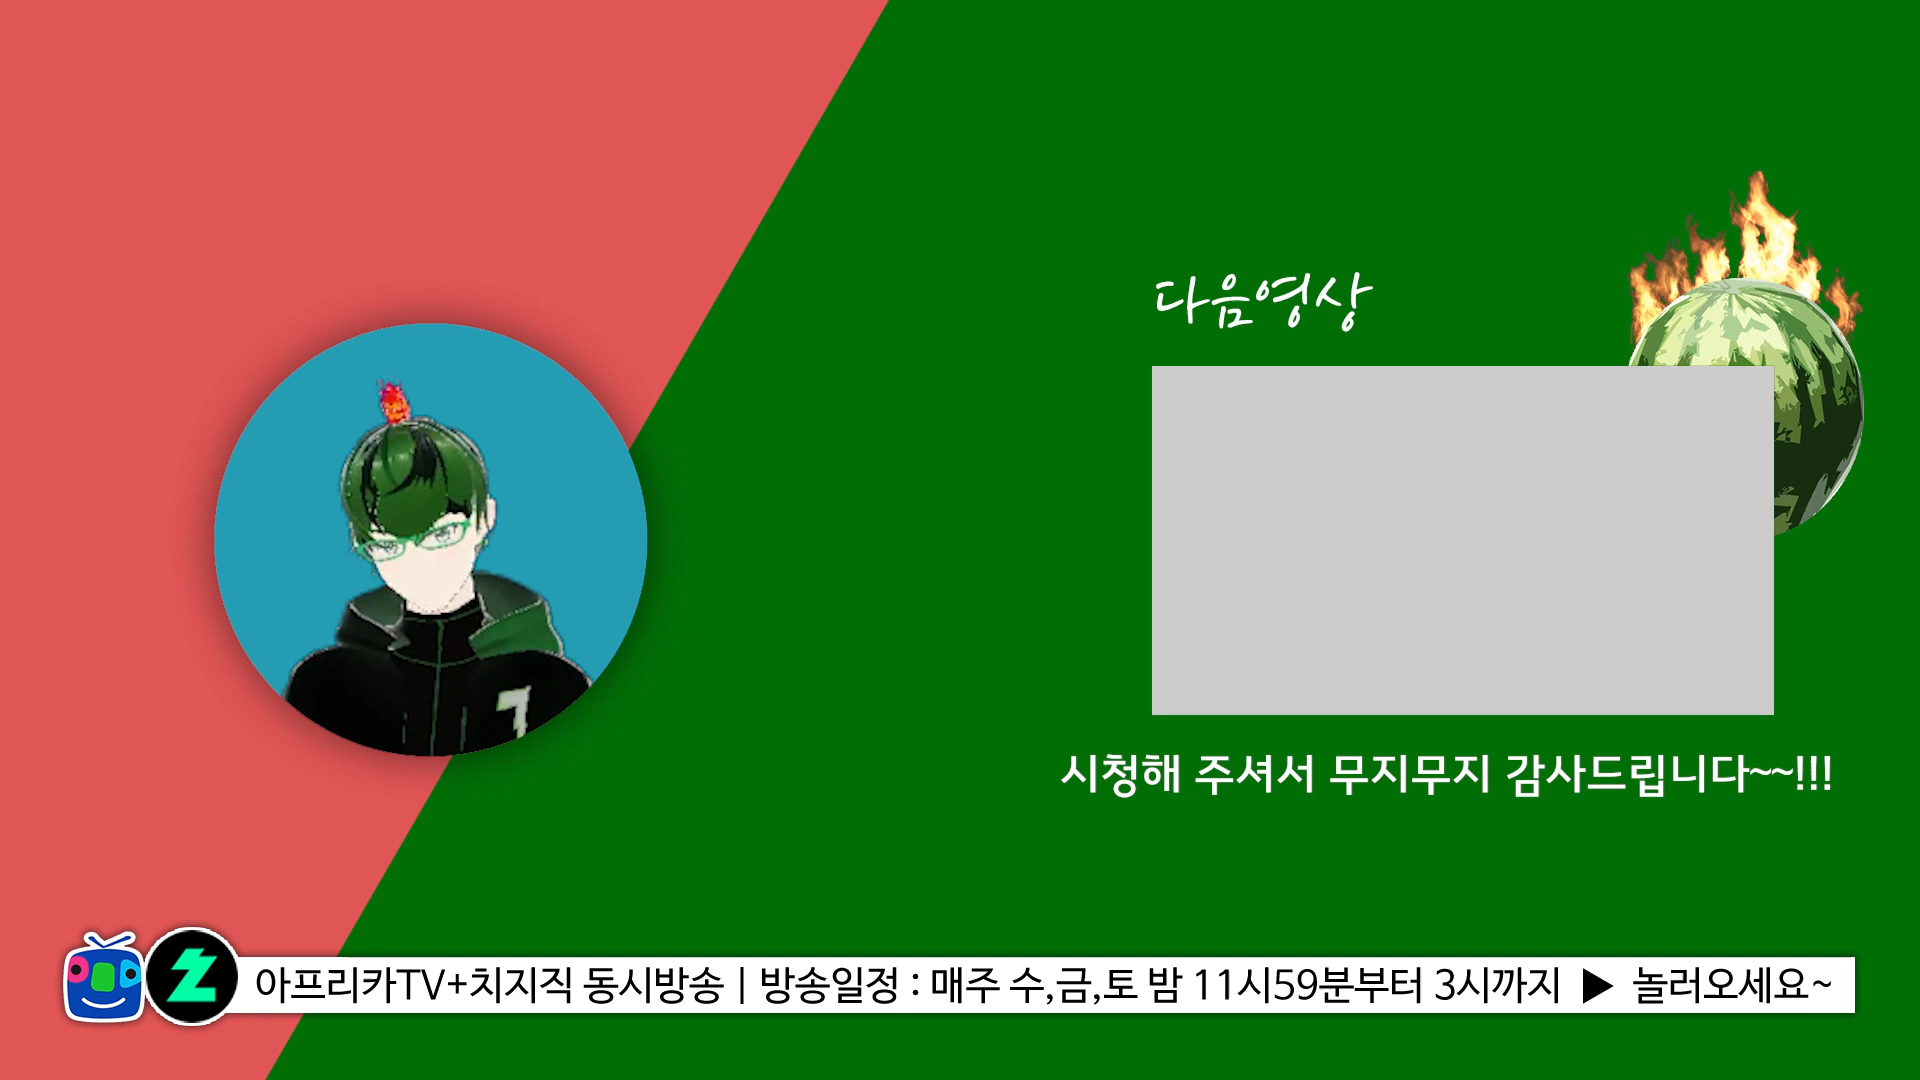 다음영상
시청해 주셔서 무지무지 감사드립니다~~!!!
아프리카TV+치지직 동시방송 | 방송일정 : 매주 수,금,토 밤 11시59분부터 3시까지 ▶ 놀러오세요~